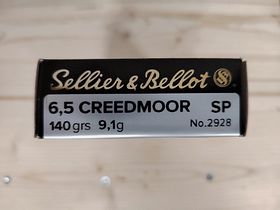 Sellier & Bellot
6,5 CREEDMOOR SP
140 grs 9,1g No.2928